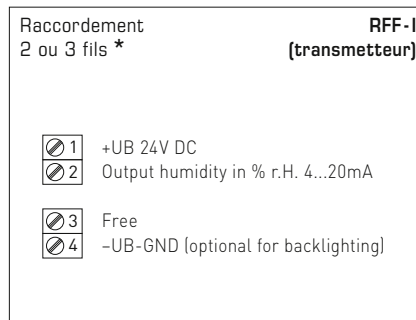 Raccordement
2 ou 3 fils *
RFF-I
(transmetteur)
1 +UB 24V DC
2 Output humidity in % r.H. 4...20mA
3 Free
4 –UB-GND (optional for backlighting)